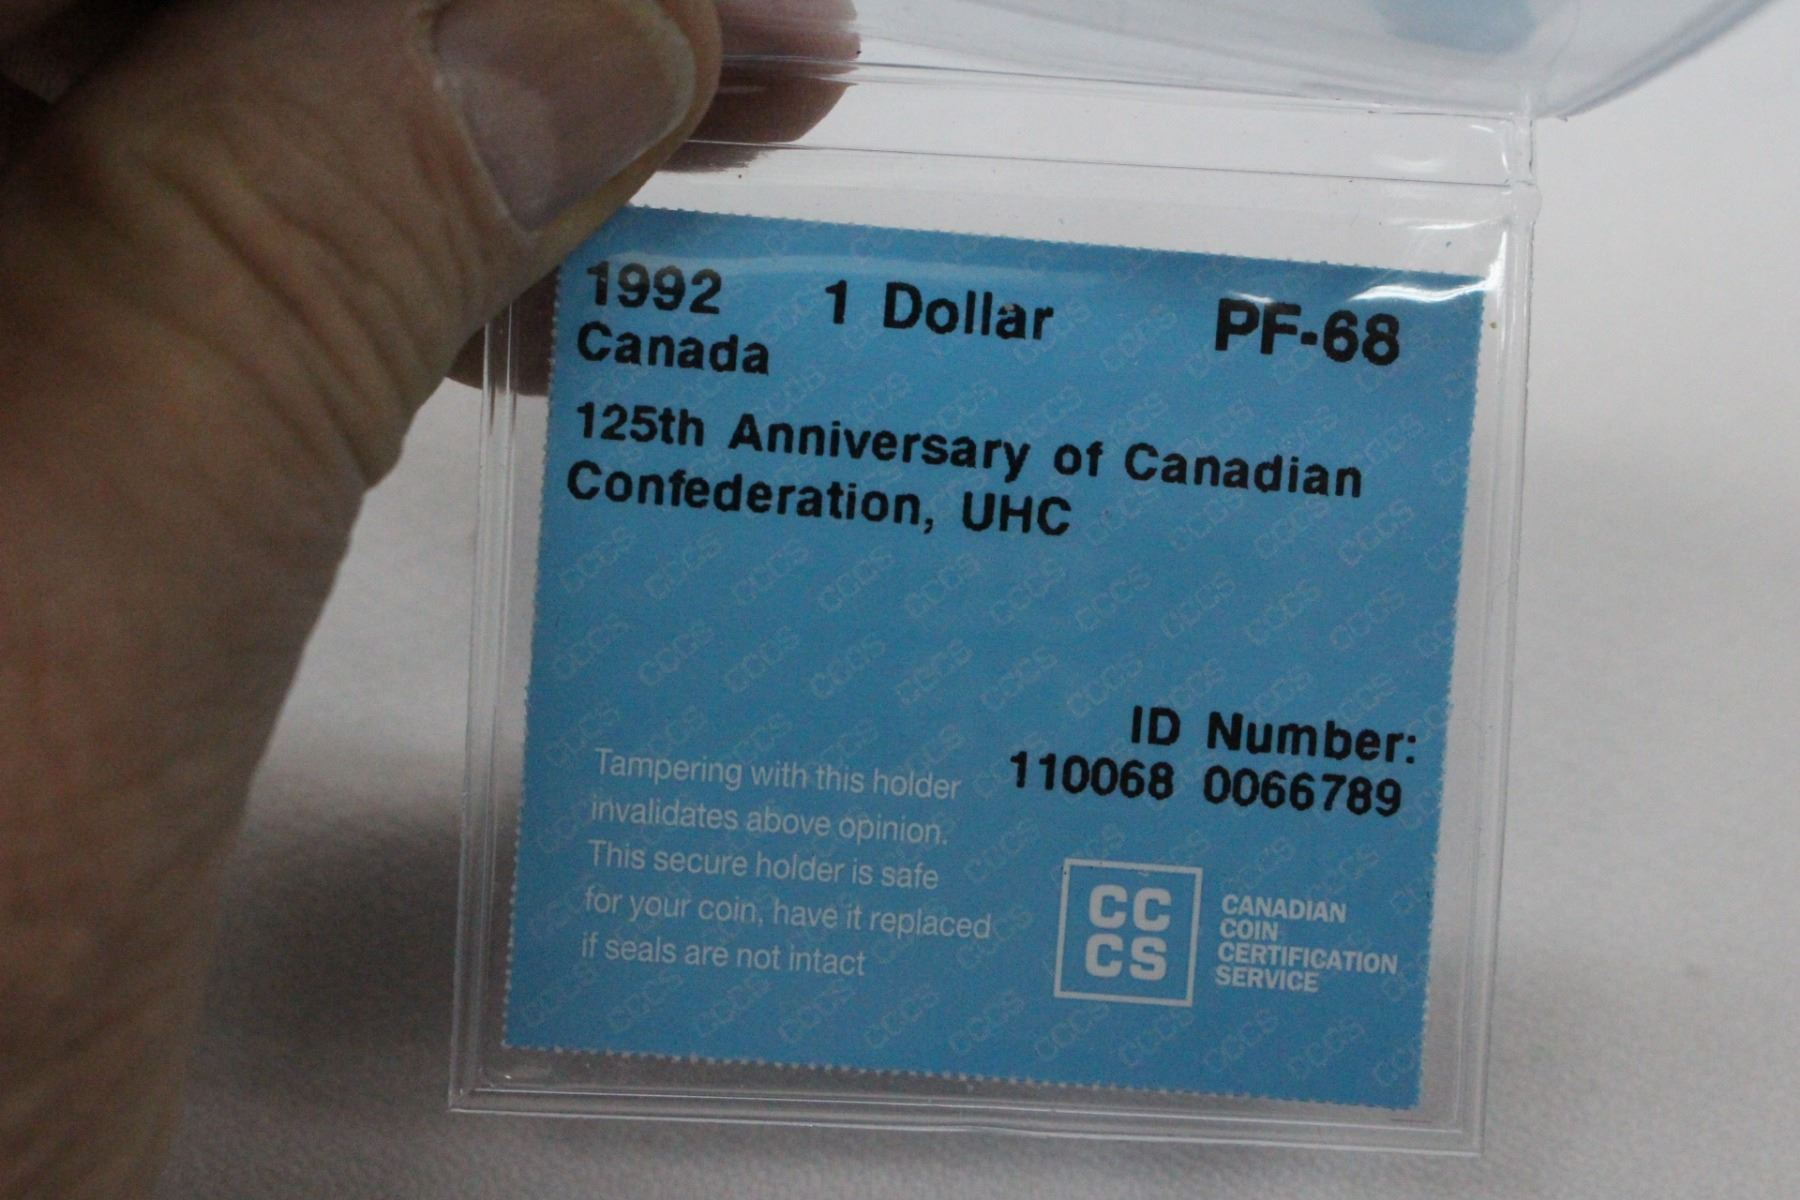 1992 1 Dollar PF-68
Canada
125th Anniversary of Canadian
Confederation, UHC
ID Number:
110068 0066789
Tampering with this holder
invalidates above opinion.
This secure holder is safe
for your coin, have it replaced
if seals are not intact
CC
CS
CANADIAN
COIN
CERTIFICATION
SERVICE